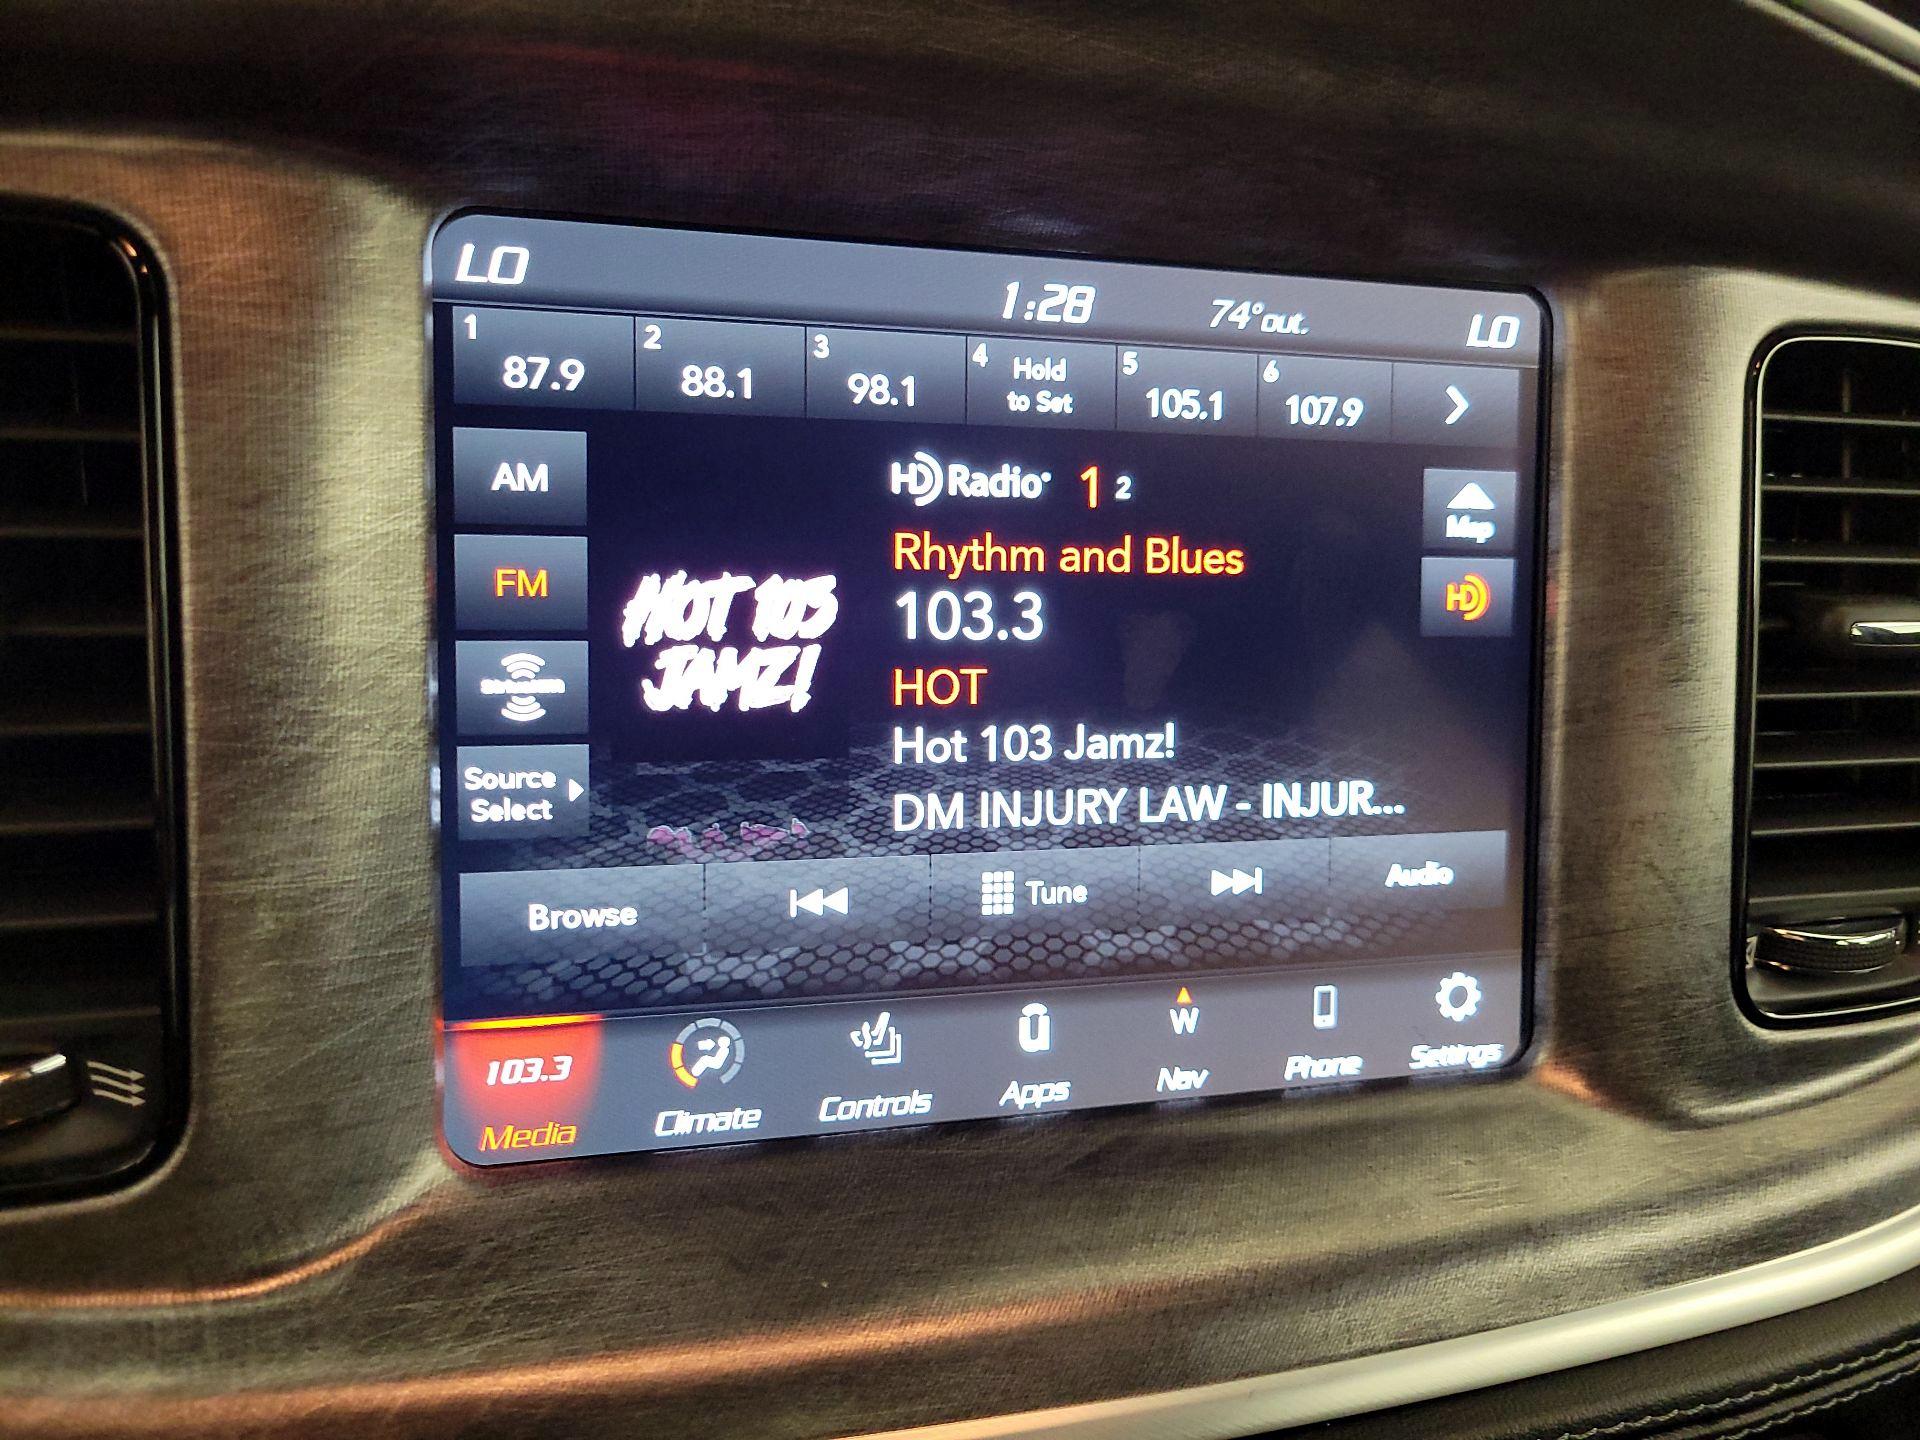 LO 1:28 74° out. LO
1 87.9 2 88.1 3 98.1 4 Hold to Set 5 105.1 6 107.9
AM
FM
Source
Select
HOT 103
JAMZ!
HD Radio 1 2
Rhythm and Blues
103.3
HOT
Hot 103 Jamz!
DM INJURY LAW - INJUR...
Map
HD
Browse Tune Audio
103.3 W
Media Climate Controls Apps Nav Phone Settings